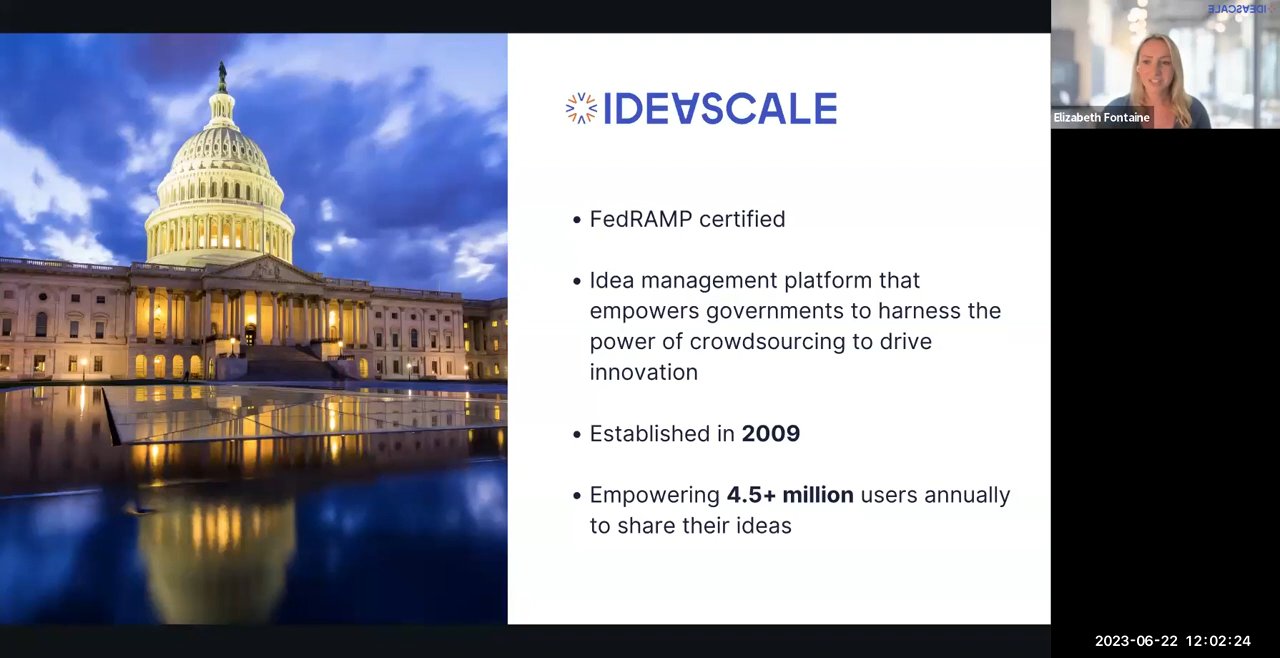 IDEASCALE
• FedRAMP certified
• Idea management platform that
empowers governments to harness the
power of crowdsourcing to drive
innovation
• Established in 2009
• Empowering 4.5+ million users annually
to share their ideas
IDEASCALE
Elizabeth Fontaine
2023-06-22 12:02:24